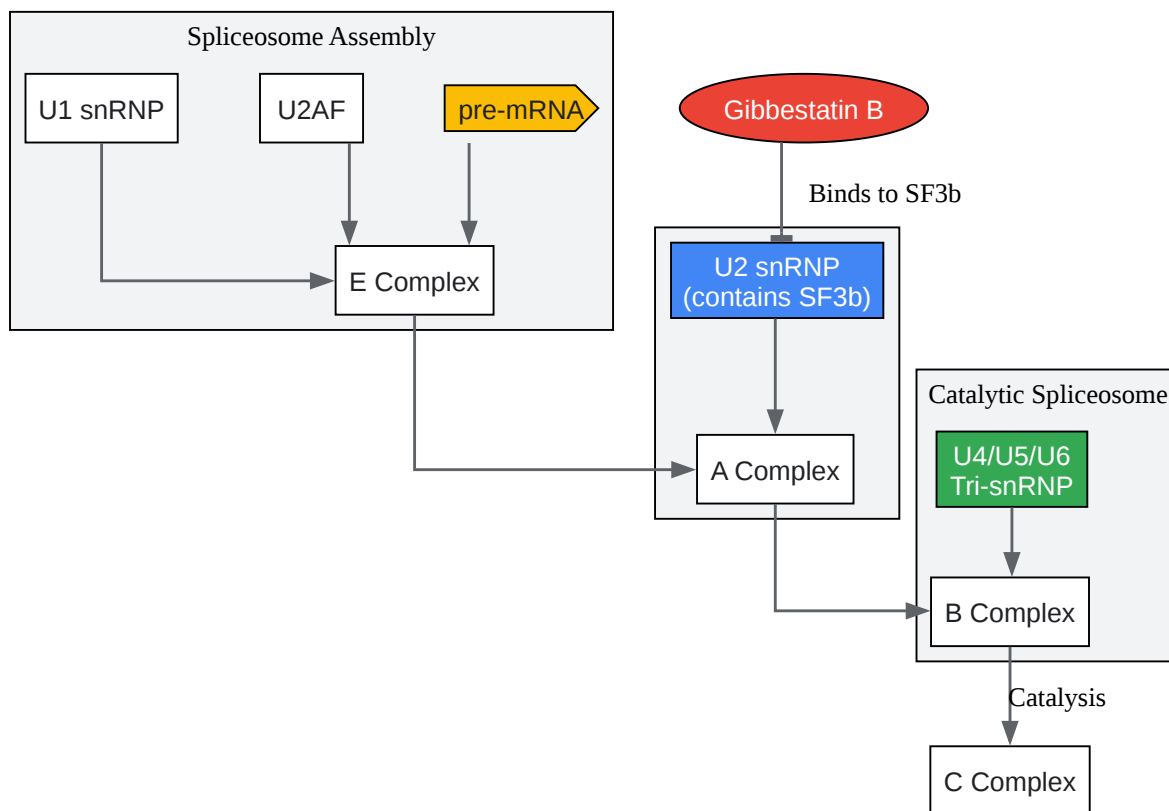 Spliceosome Assembly
U1 snRNP
U2AF
pre-mRNA
Gibbestatin B
Binds to SF3b
E Complex
U2 snRNP
(contains SF3b)
Catalytic Spliceosome
A Complex
U4/U5/U6
Tri-snRNP
B Complex
Catalysis
C Complex